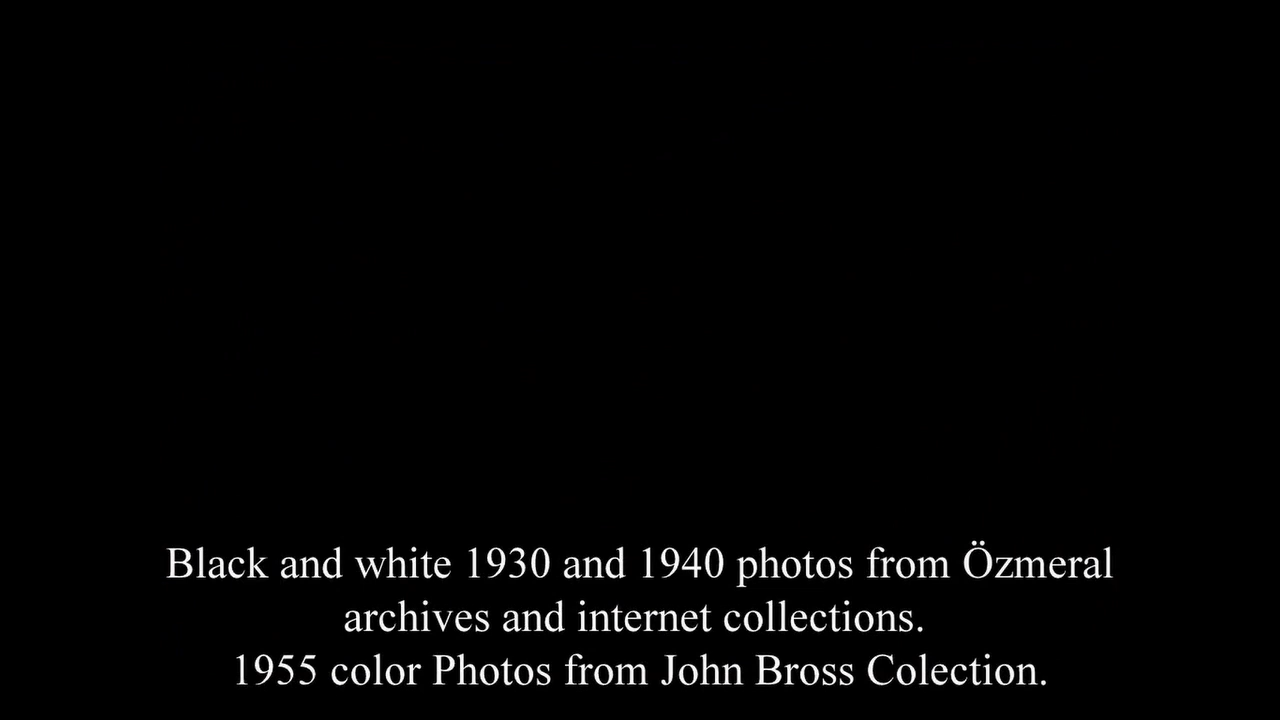 Black and white 1930 and 1940 photos from Özmeral
archives and internet collections.
1955 color Photos from John Bross Colection.